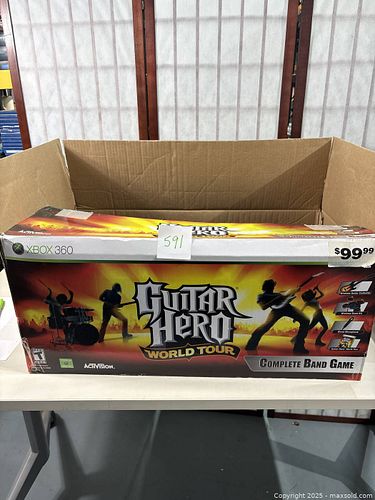 591
XBOX 360
$99.99
GUITAR
HERO
WORLD TOUR
ACTIVISION
COMPLETE BAND GAME
Copyright 2025 - maxsold.com